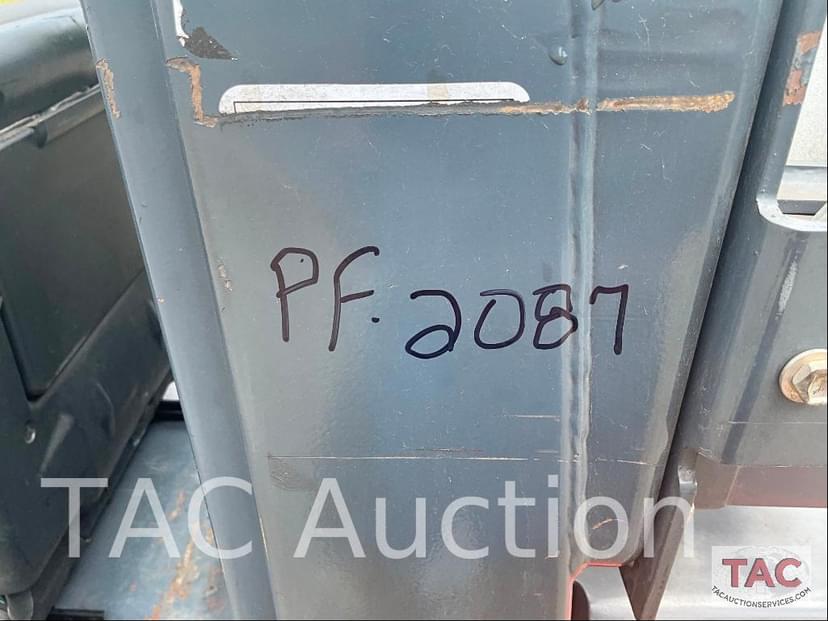 PF. 2087
TAC Auction
TAC
TACAUCTIONSERVICES.COM